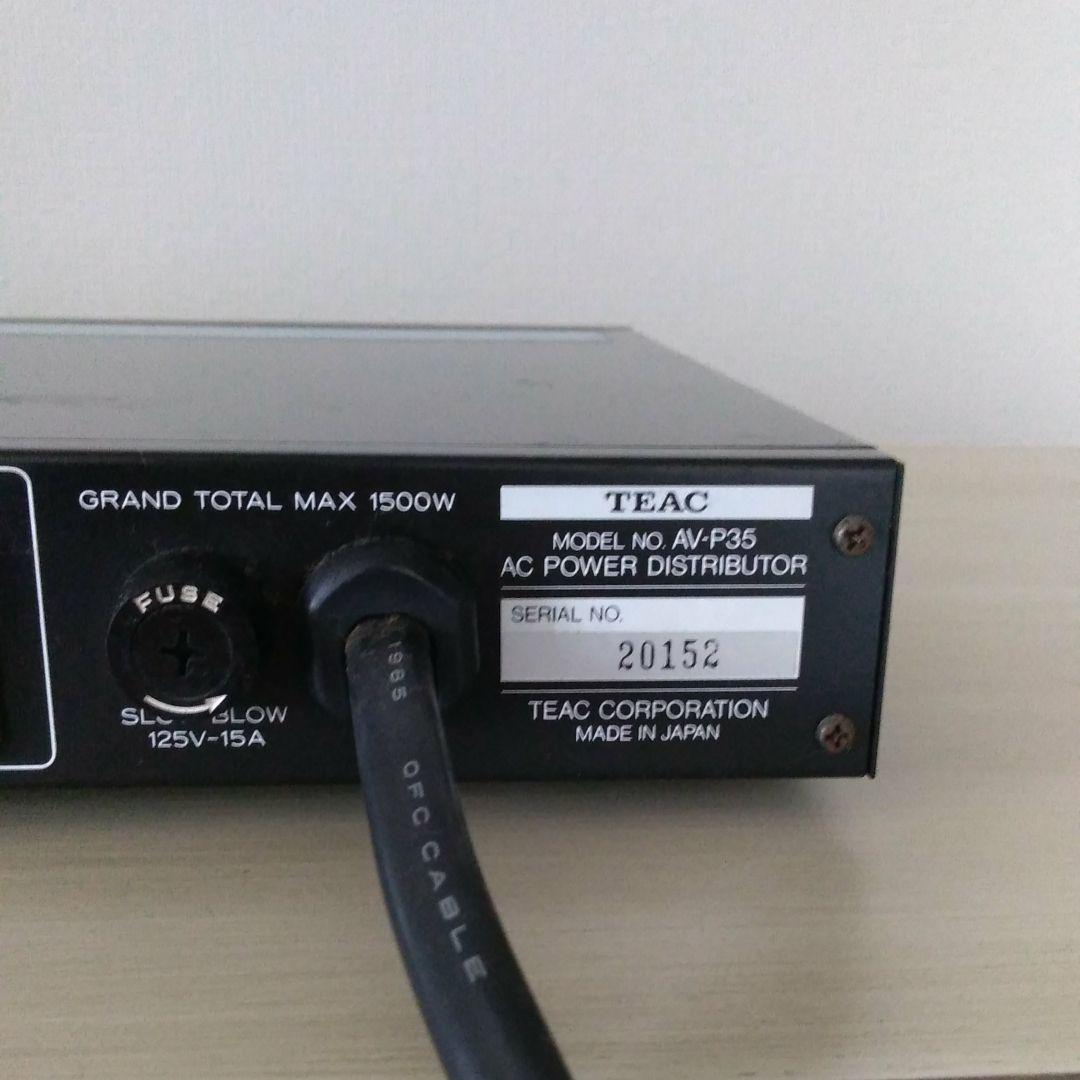 GRAND TOTAL MAX 1500W
FUSE
BLOW
125V-15A
1985
OFC/CABLE
TEAC
MODEL NO. AV-P35
AC POWER DISTRIBUTOR
SERIAL NO.
20152
TEAC CORPORATION
MADE IN JAPAN